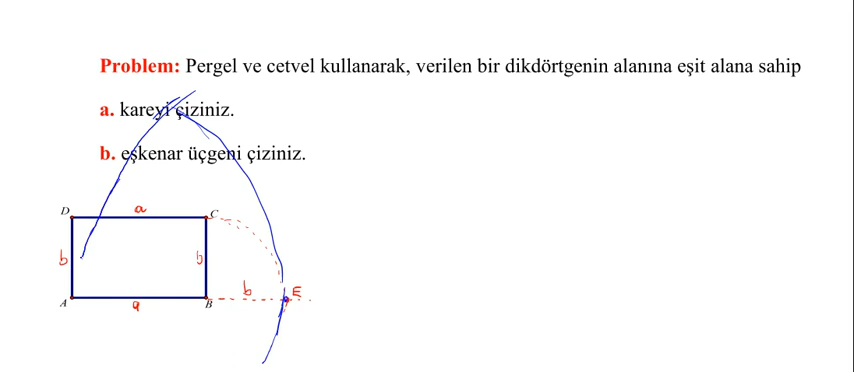 Problem: Pergel ve cetvel kullanarak, verilen bir dikdörtgenin alanına eşit alana sahip
a. kareyi çiziniz.
b. eşkenar üçgeni çiziniz.
D a C
b b b E
A a B